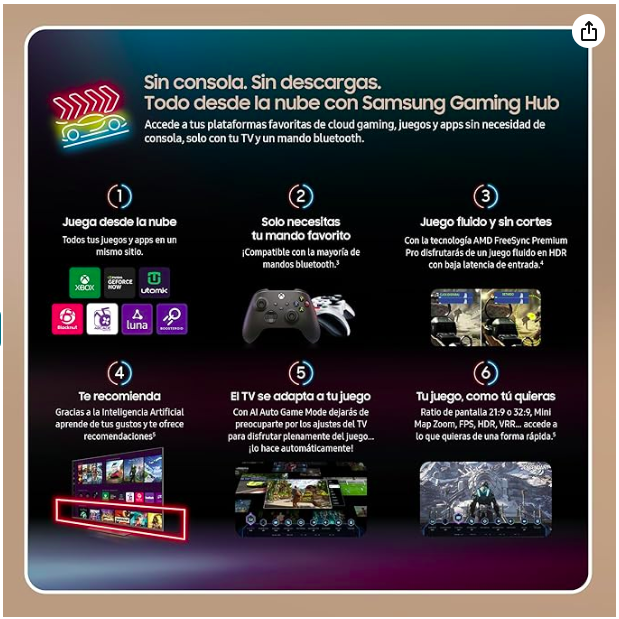 Sin consola. Sin descargas.
Todo desde la nube con Samsung Gaming Hub
Accede a tus plataformas favoritas de cloud gaming, juegos y apps sin necesidad de
consola, solo con tu TV y un mando bluetooth.
1
Juega desde la nube
Todos tus juegos y apps en un
mismo sitio.
XBOX
GEFORCE
NOW
utomik
Blacknut
luna
BOOSTEROID
2
Solo necesitas
tu mando favorito
¡Compatible con la mayoría de
mandos bluetooth.³
3
Juego fluido y sin cortes
Con la tecnología AMD FreeSync Premium
Pro disfrutarás de un juego fluido en HDR
con baja latencia de entrada.⁴
4
Te recomienda
Gracias a la Inteligencia Artificial
aprende de tus gustos y te ofrece
recomendaciones⁵
5
El TV se adapta a tu juego
Con AI Auto Game Mode dejarás de
preocuparte por los ajustes del TV
para disfrutar plenamente del juego...
¡lo hace automáticamente!
6
Tu juego, como tú quieras
Ratio de pantalla 21:9 o 32:9, Mini
Map Zoom, FPS, HDR, VRR... accede a
lo que quieras de una forma rápida.⁵